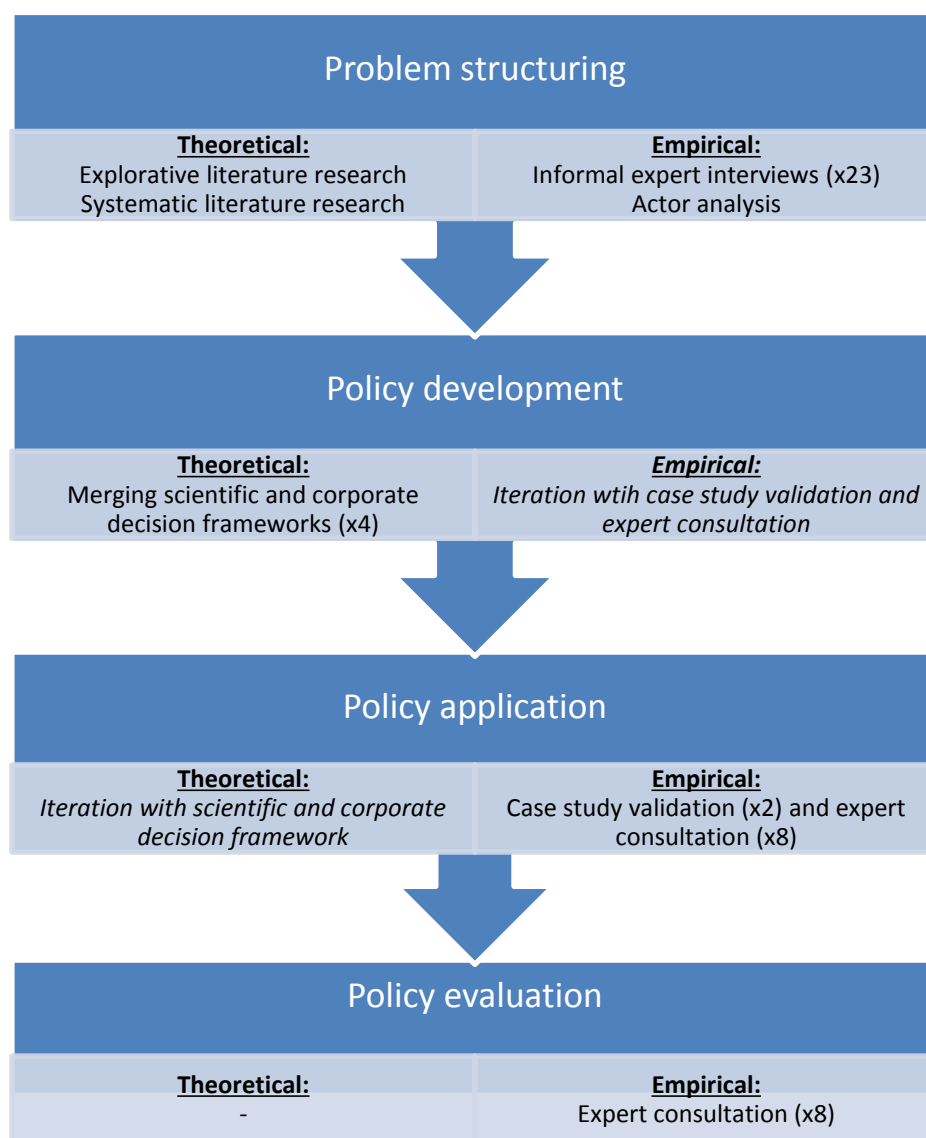 Problem structuring
Theoretical:
Explorative literature research
Systematic literature research
Empirical:
Informal expert interviews (x23)
Actor analysis
Policy development
Theoretical:
Merging scientific and corporate
decision frameworks (x4)
Empirical:
Iteration wtih case study validation and
expert consultation
Policy application
Theoretical:
Iteration with scientific and corporate
decision framework
Empirical:
Case study validation (x2) and expert
consultation (x8)
Policy evaluation
Theoretical:
-
Empirical:
Expert consultation (x8)